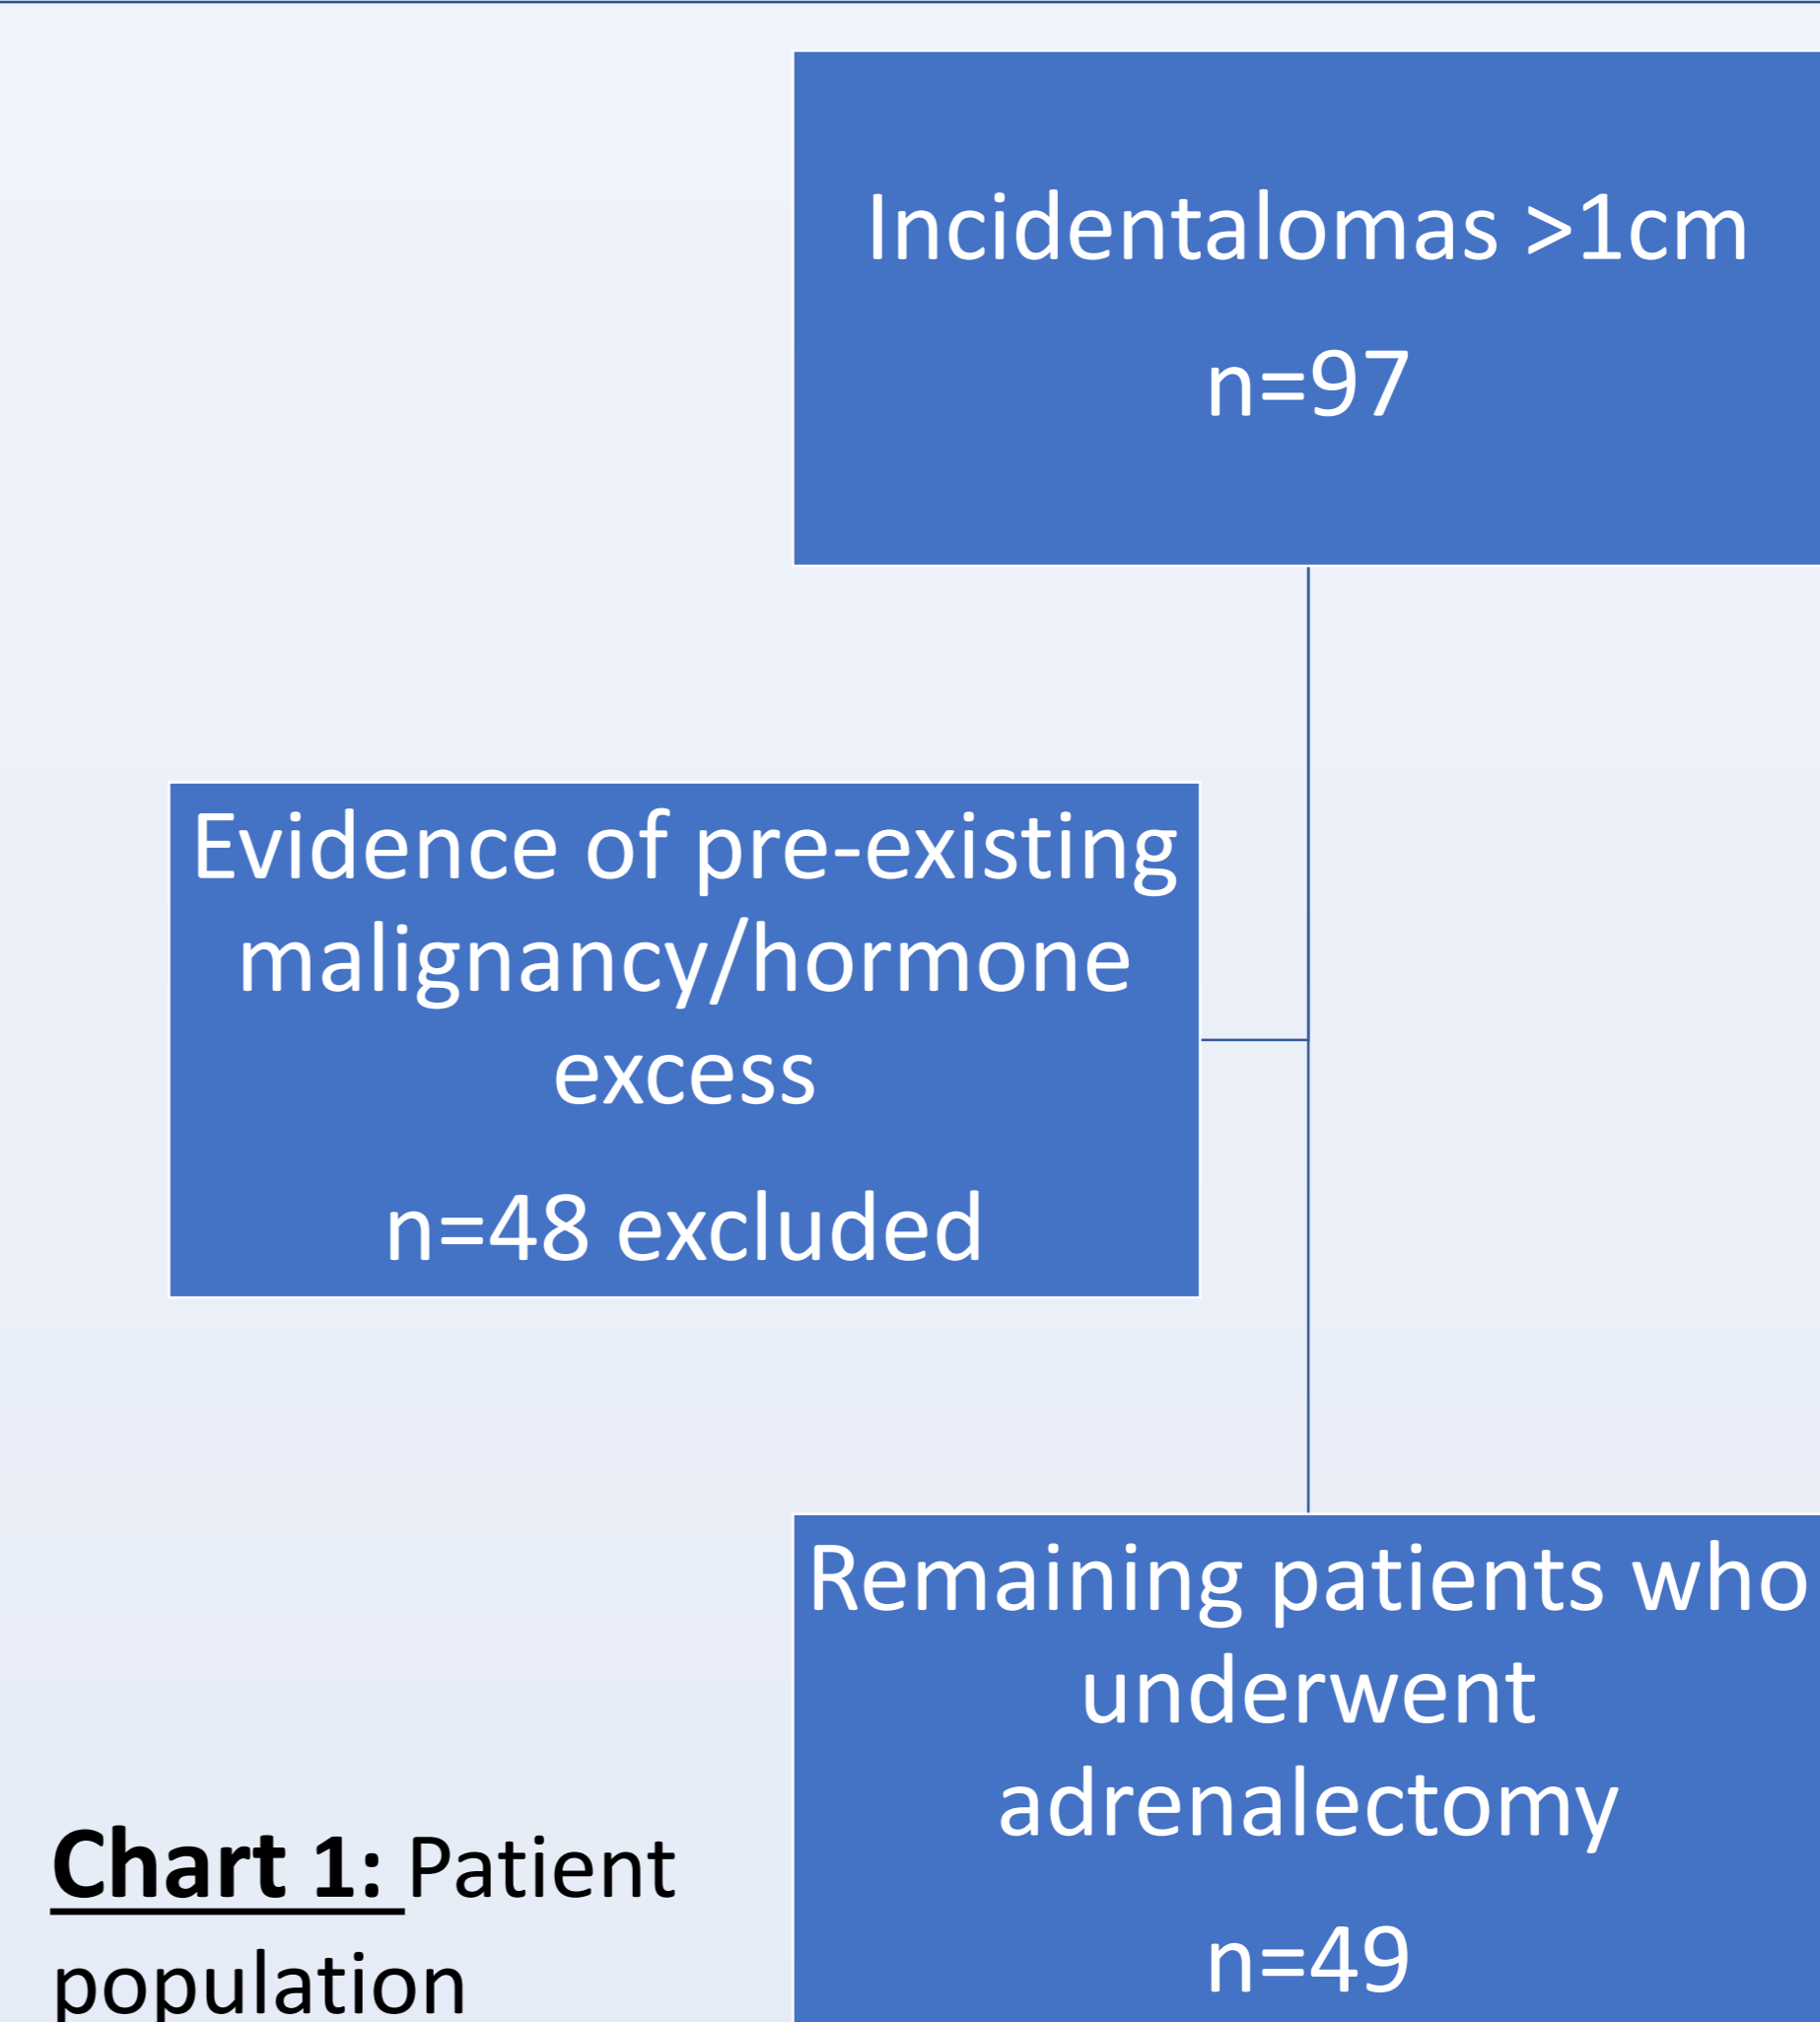 Incidentalomas >1cm
n=97
Evidence of pre-existing
malignancy/hormone
excess
n=48 excluded
Remaining patients who
underwent
adrenalectomy
n=49
Chart 1: Patient
population